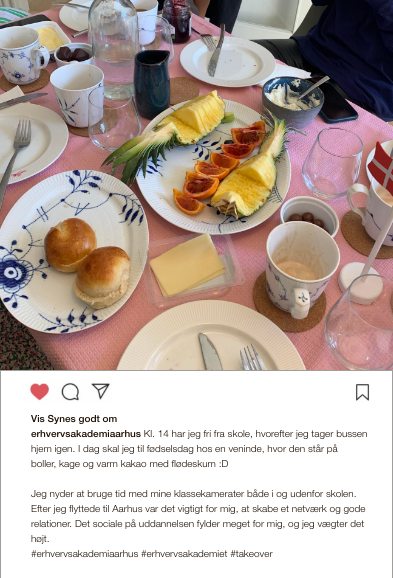 Vis Synes godt om
erhvervsakademiaarhus Kl. 14 har jeg fri fra skole, hvorefter jeg tager bussen
hjem igen. I dag skal jeg til fødselsdag hos en veninde, hvor den står på
boller, kage og varm kakao med flødeskum :D
Jeg nyder at bruge tid med mine klassekamerater både i og udenfor skolen.
Efter jeg flyttede til Aarhus var det vigtigt for mig, at skabe et netværk og gode
relationer. Det sociale på uddannelsen fylder meget for mig, og jeg vægter det
højt.
#erhvervsakademiaarhus #erhvervsakademiet #takeover